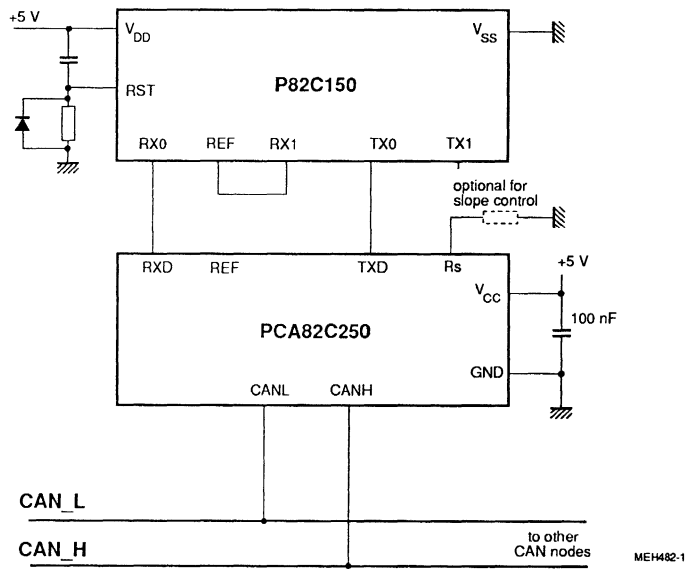 +5 V
VDD
VSS
P82C150
RST
RX0 REF RX1 TX0 TX1
optional for
slope control
RXD REF TXD Rs
+5 V
VCC
PCA82C250
100 nF
GND
CANL CANH
CAN_L
to other
CAN nodes
CAN_H
MEH482-1